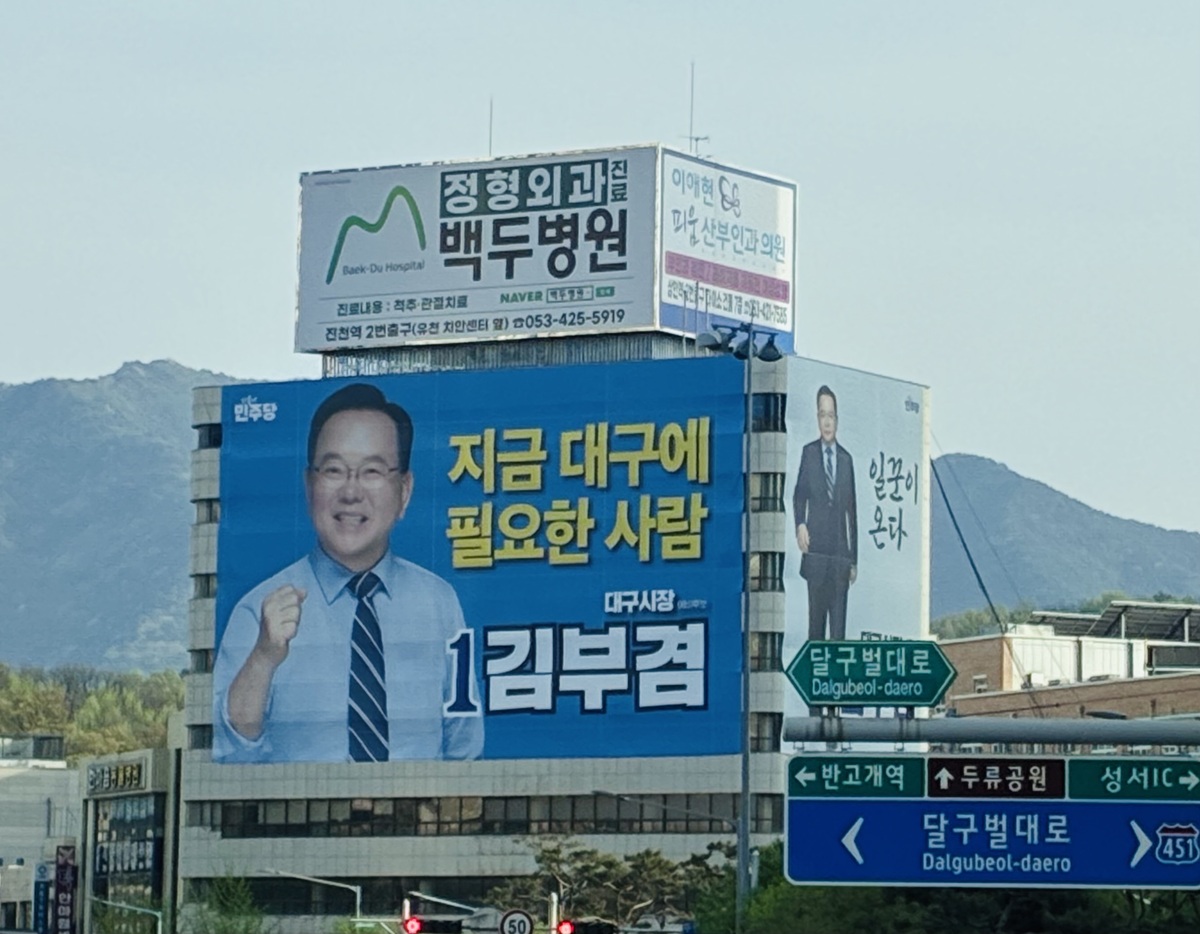 정형외과 진료
백두병원
Baek-Du Hospital
진료내용 : 척추·관절치료
NAVER 백두병원
진천역 2번출구(유천 치안센터 옆) ☎053-425-5919
이애현
피움 산부인과의원
민주당
지금 대구에
필요한 사람
대구시장
1 김부겸
일꾼이
온다
달구벌대로
Dalgubeol-daero
← 반고개역
↑ 두류공원
성서IC →
달구벌대로
Dalgubeol-daero
451
50